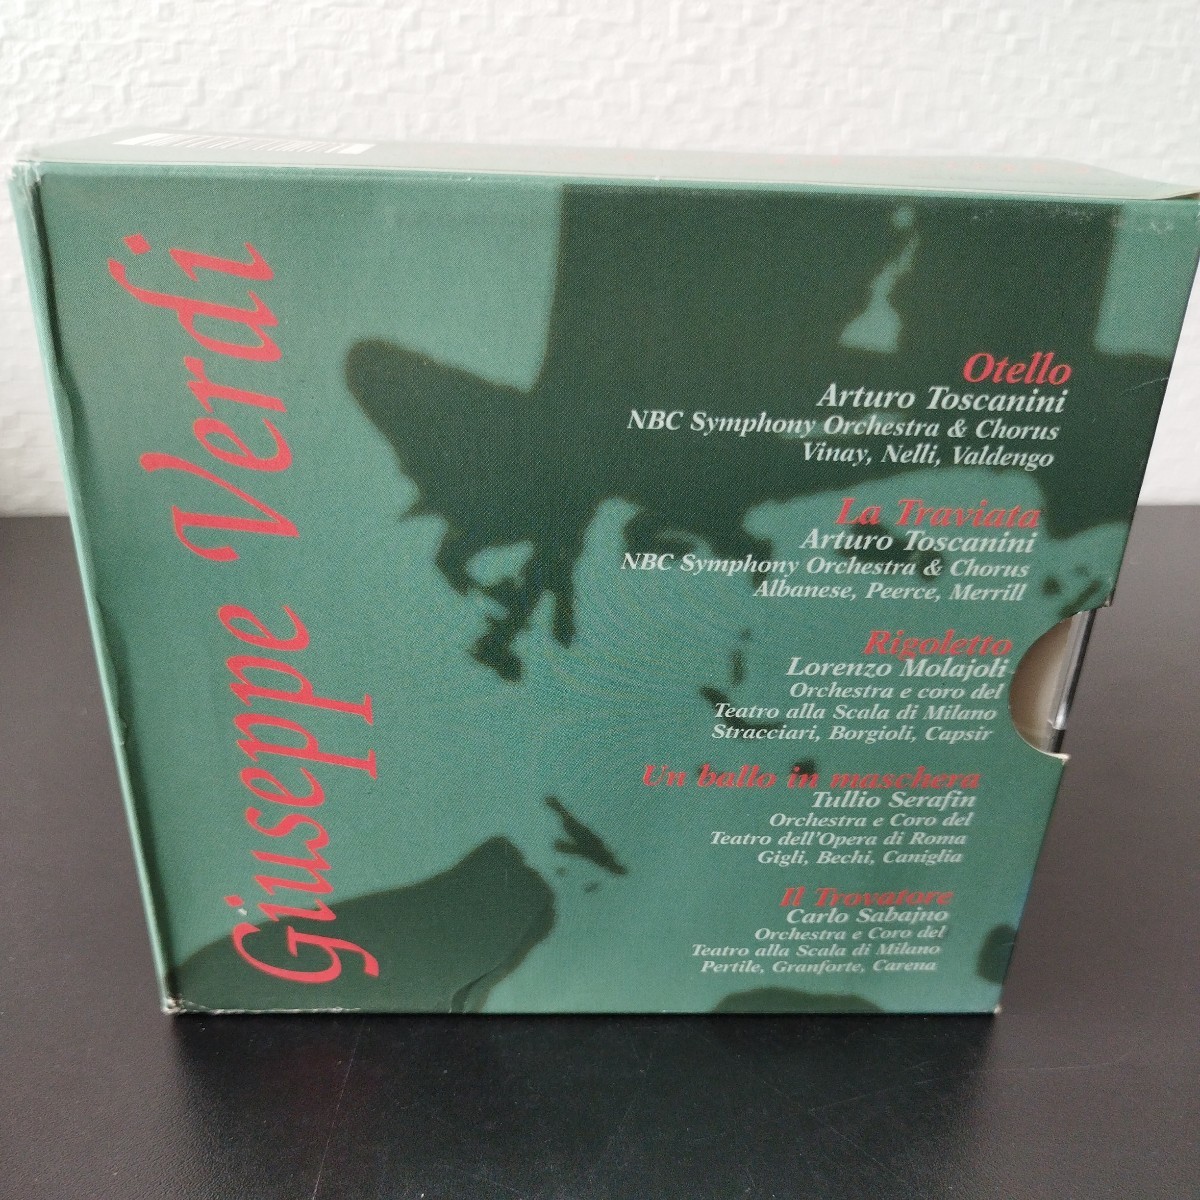 Giuseppe Verdi
Otello
Arturo Toscanini
NBC Symphony Orchestra & Chorus
Vinay, Nelli, Valdengo
La Traviata
Arturo Toscanini
NBC Symphony Orchestra & Chorus
Albanese, Peerce, Merrill
Rigoletto
Lorenzo Molajoli
Orchestra e coro del
Teatro alla Scala di Milano
Stracciari, Borgioli, Capsir
Un ballo in maschera
Tullio Serafin
Orchestra e Coro del
Teatro dell'Opera di Roma
Gigli, Bechi, Caniglia
Il Trovatore
Carlo Sabajno
Orchestra e Coro del
Teatro alla Scala di Milano
Pertile, Granforte, Carena